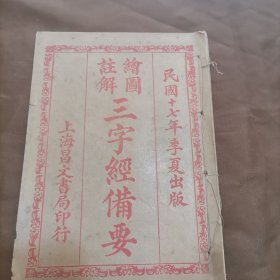 民國十七年季夏出版
繪圖
註解
三字經備要
上海昌文書局印行